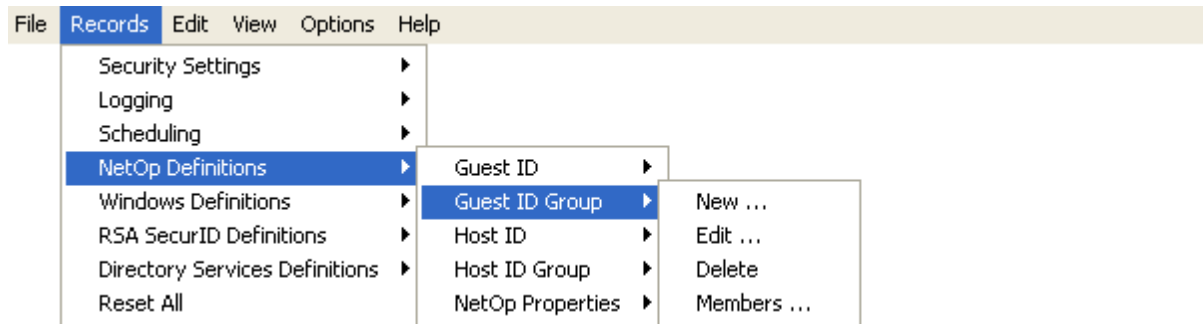 File Records Edit View Options Help
Security Settings
Logging
Scheduling
NetOp Definitions
Windows Definitions
RSA SecurID Definitions
Directory Services Definitions
Reset All
Guest ID
Guest ID Group
Host ID
Host ID Group
NetOp Properties
New ...
Edit ...
Delete
Members ...